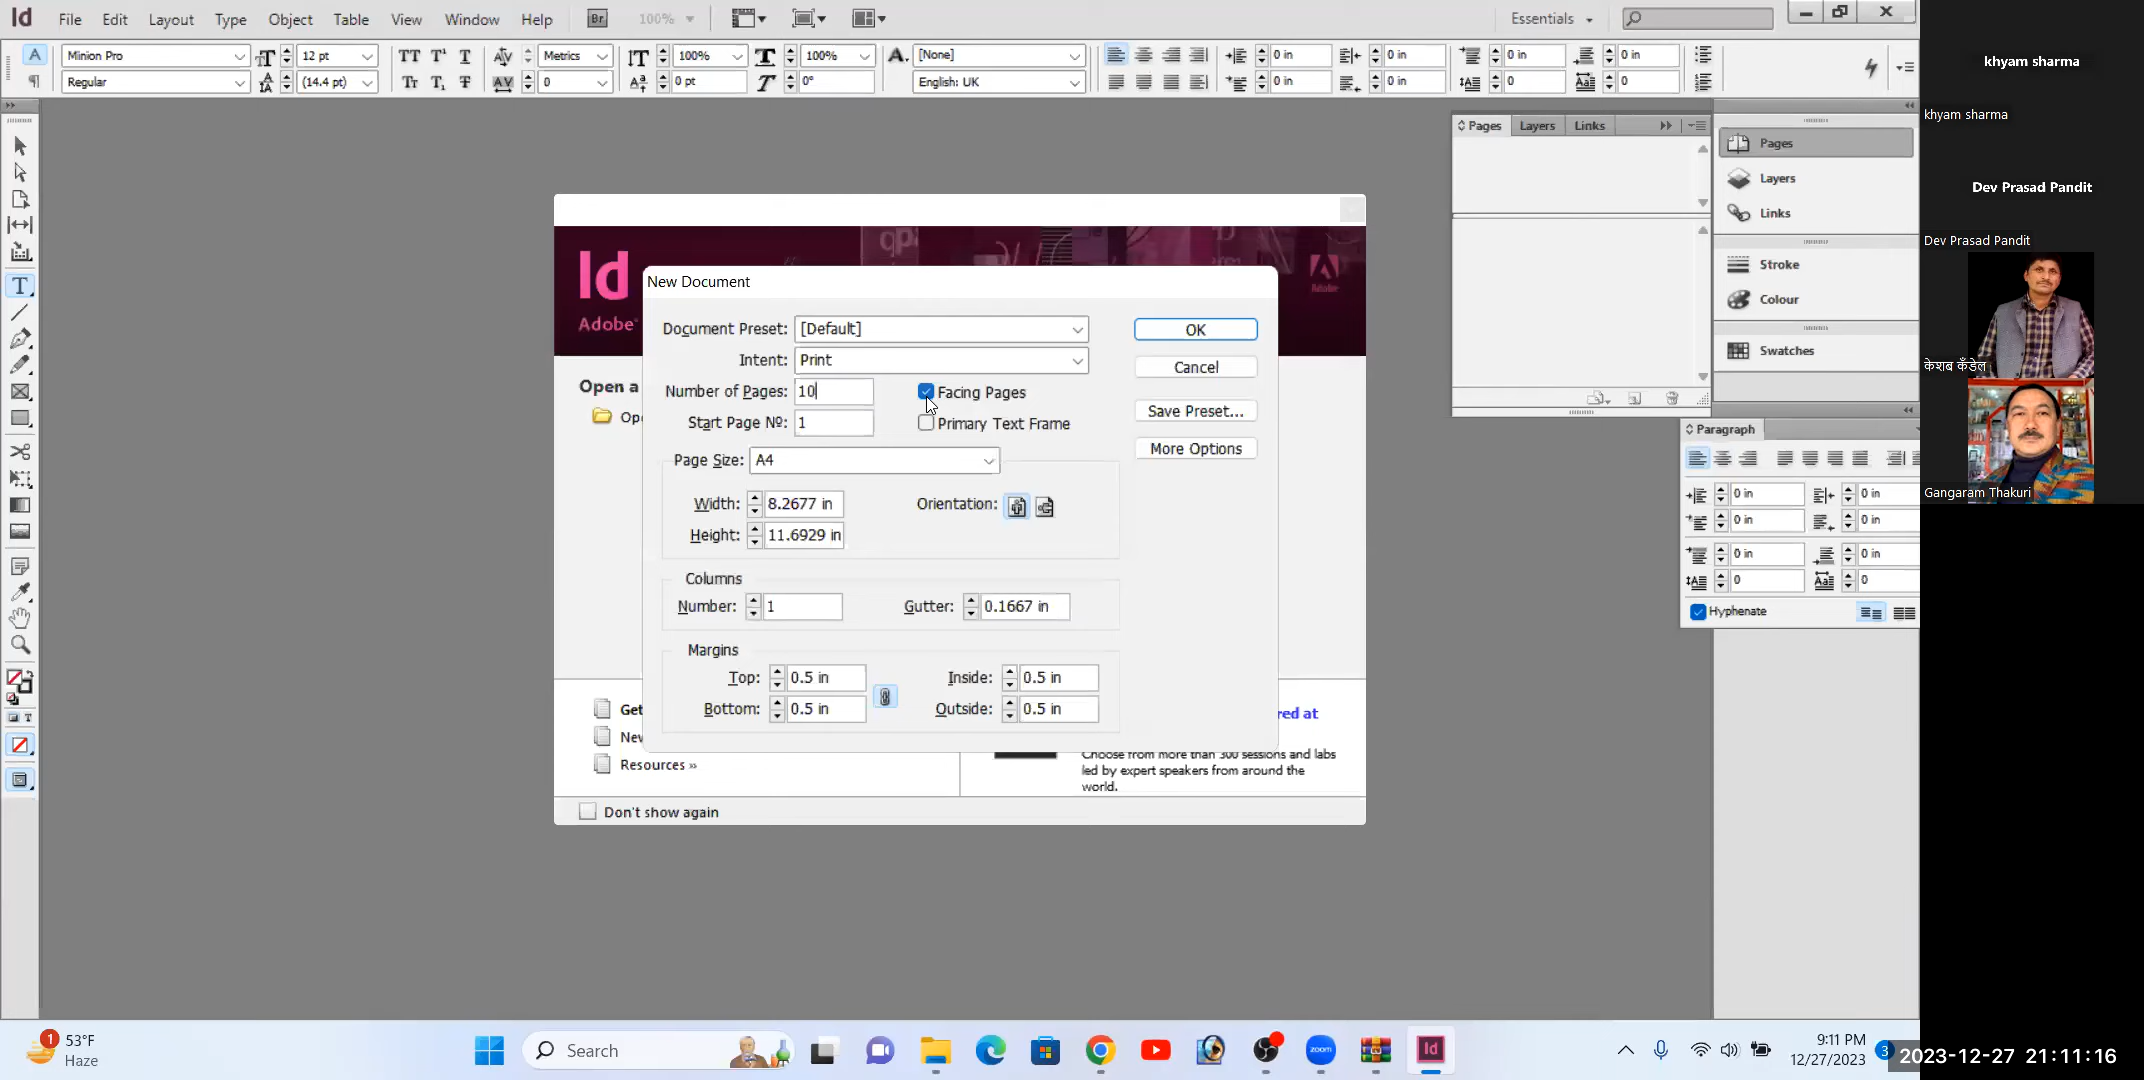 Id File Edit Layout Type Object Table View Window Help Br 100% Essentials
A Minion Pro 12 pt Metrics 100% 100% A. [None] 0 in 0 in 0 in 0 in
Regular (14.4 pt) 0 0 pt 0° English: UK 0 in 0 in 0 0
Pages Layers Links
Pages
Layers
Links
Stroke
Colour
Swatches
Id
Adobe
Adobe
New Document
Document Preset: [Default]
Intent: Print
Number of Pages: 10 Facing Pages
Start Page №: 1 Primary Text Frame
Page Size: A4
Width: 8.2677 in Orientation:
Height: 11.6929 in
Columns
Number: 1 Gutter: 0.1667 in
Margins
Top: 0.5 in Inside: 0.5 in
Bottom: 0.5 in Outside: 0.5 in
OK
Cancel
Save Preset...
More Options
Open a
Get
Resources »
Choose from more than 300 sessions and labs
led by expert speakers from around the
world.
Don't show again
Paragraph
0 in 0 in
0 in 0 in
0 in 0 in
0 0
Hyphenate
khyam sharma
khyam sharma
Dev Prasad Pandit
Dev Prasad Pandit
केशब कँडेल
Gangaram Thakuri
1 53°F
Haze
Search
zoom
Id
9:11 PM
12/27/2023
3
2023-12-27 21:11:16